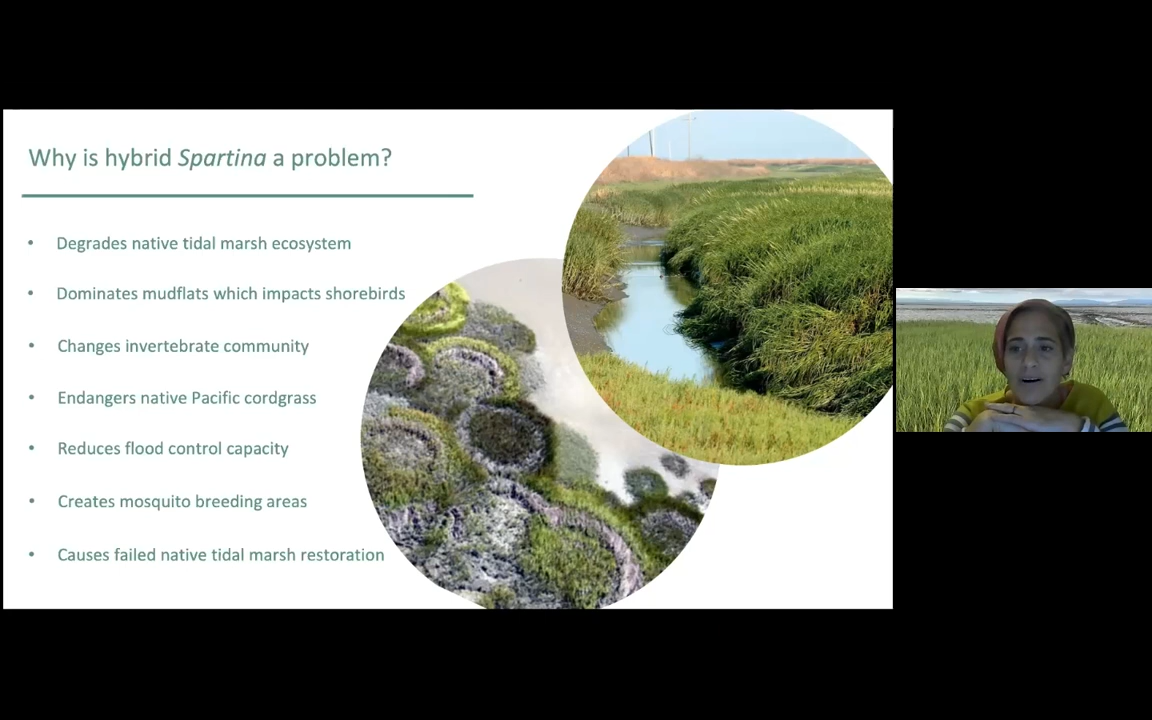 Why is hybrid Spartina a problem?
• Degrades native tidal marsh ecosystem
• Dominates mudflats which impacts shorebirds
• Changes invertebrate community
• Endangers native Pacific cordgrass
• Reduces flood control capacity
• Creates mosquito breeding areas
• Causes failed native tidal marsh restoration